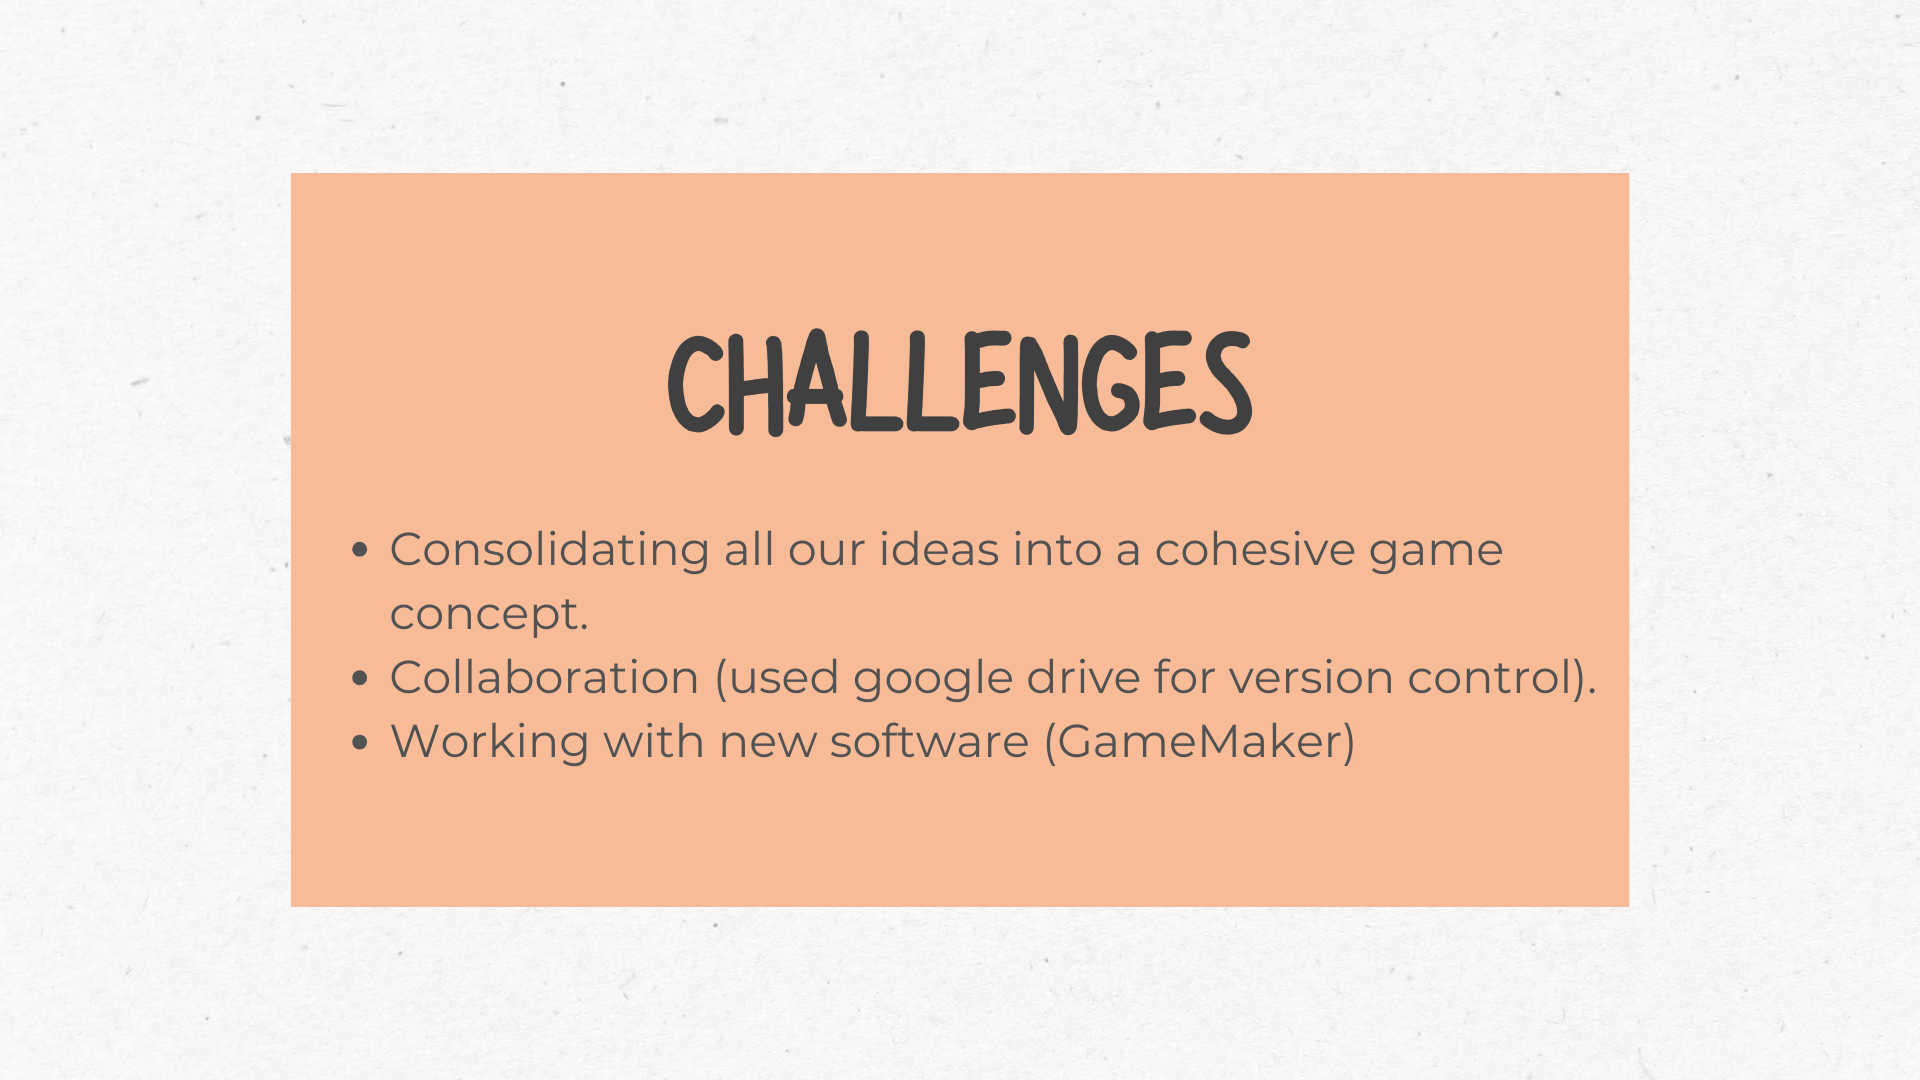 CHALLENGES
• Consolidating all our ideas into a cohesive game
concept.
• Collaboration (used google drive for version control).
• Working with new software (GameMaker)